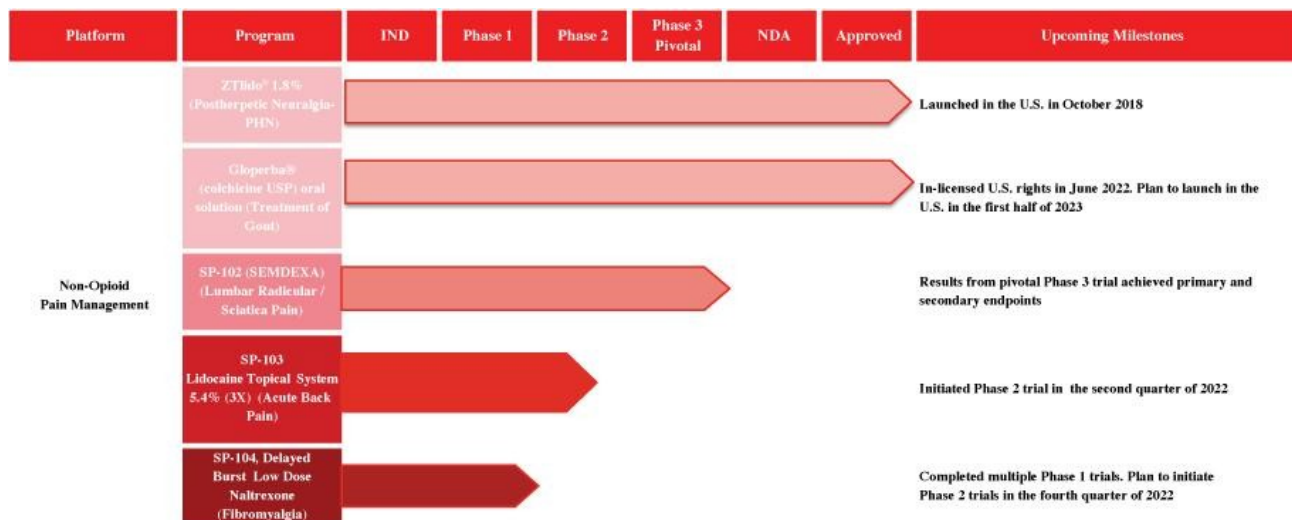 Platform
Program
IND
Phase 1
Phase 2
Phase 3
Pivotal
NDA
Approved
Upcoming Milestones
Non-Opioid
Pain Management
ZTlido® 1.8%
(Postherpetic Neuralgia-
PHN)
Launched in the U.S. in October 2018
Gloperba®
(colchicine USP) oral
solution (Treatment of
Gout)
In-licensed U.S. rights in June 2022. Plan to launch in the
U.S. in the first half of 2023
SP-102 (SEMDEXA)
(Lumbar Radicular /
Sciatica Pain)
Results from pivotal Phase 3 trial achieved primary and
secondary endpoints
SP-103
Lidocaine Topical System
5.4% (3X) (Acute Back
Pain)
Initiated Phase 2 trial in the second quarter of 2022
SP-104, Delayed
Burst Low Dose
Naltrexone
(Fibromyalgia)
Completed multiple Phase 1 trials. Plan to initiate
Phase 2 trials in the fourth quarter of 2022